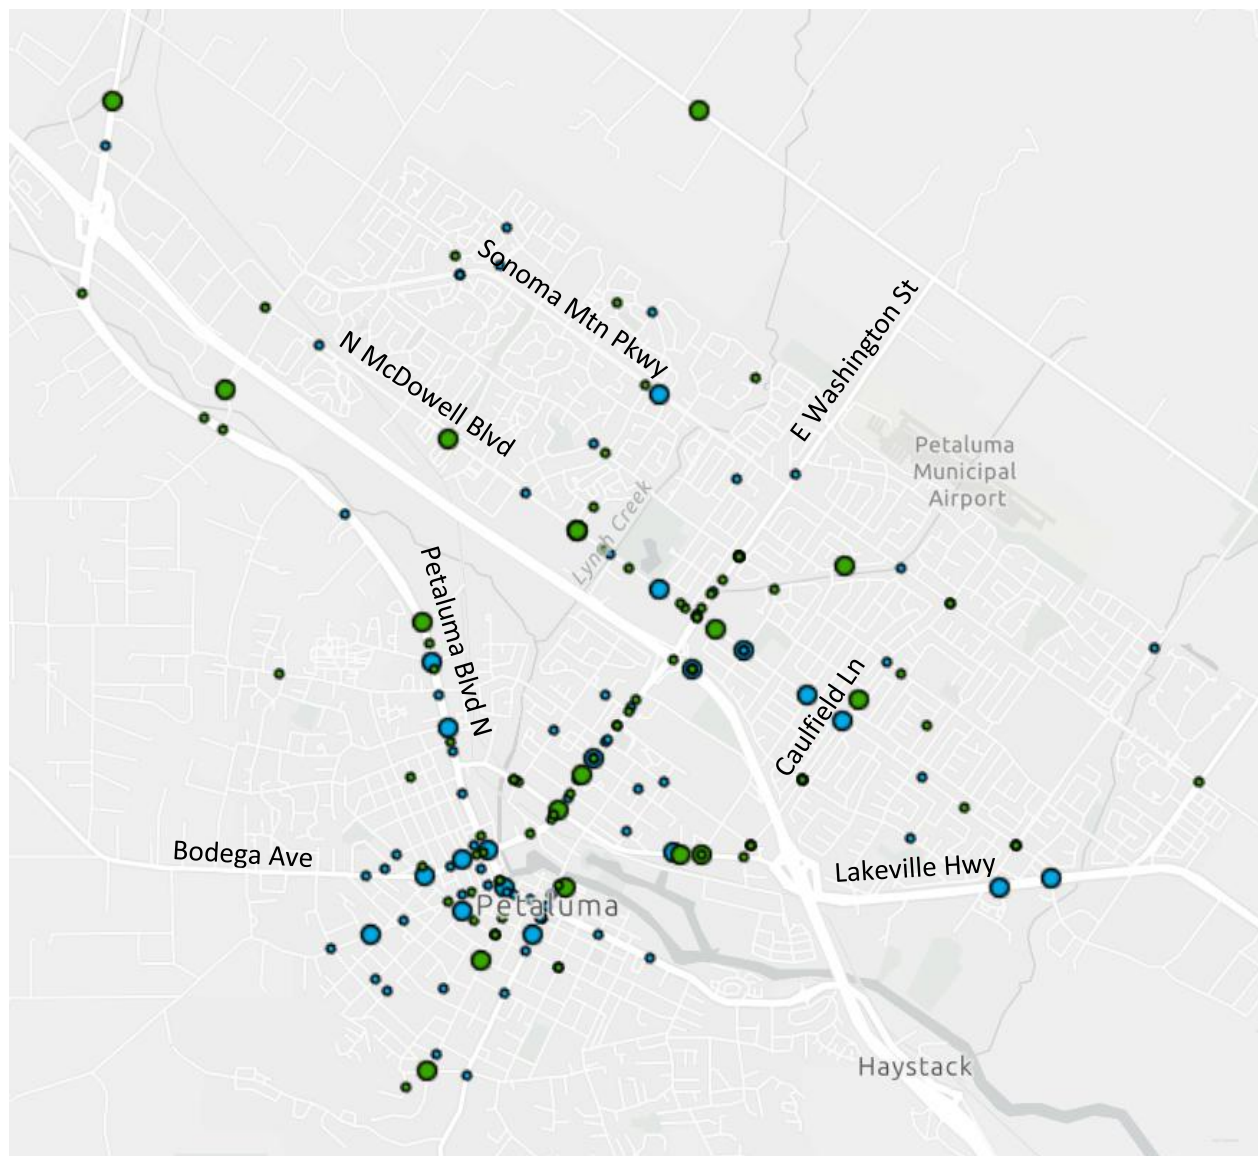 Sonoma Mtn Pkwy
E Washington St
N McDowell Blvd
Petaluma
Municipal
Airport
Lynch Creek
Petaluma Blvd N
Caulfield Ln
Bodega Ave
Lakeville Hwy
Petaluma
Haystack